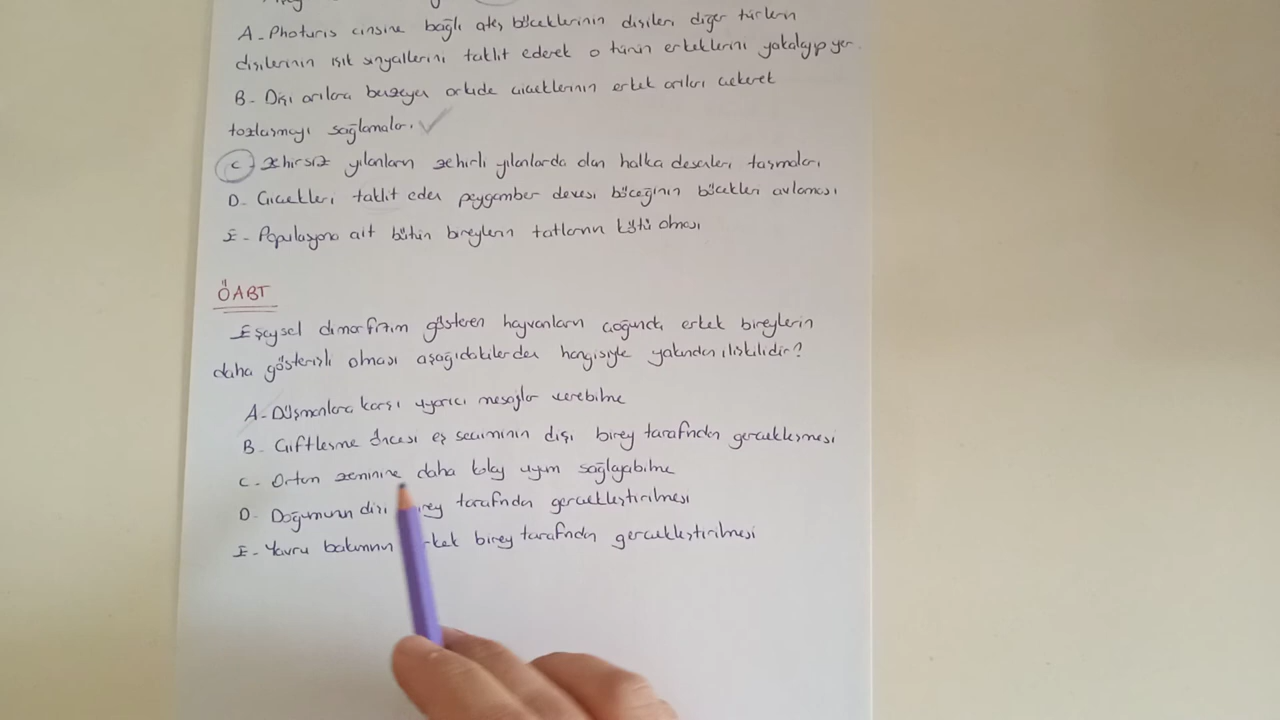 A - Photuris cinsine bağlı ateş böceklerinin dişileri diğer türlerin
dişilerinin ışık sinyallerini taklit ederek o türün erkeklerini yakalayıp yer.
B - Dişi arılara benzeyen orkide çiçeklerinin erkek arıları çekerek
tozlaşmayı sağlamaları.
C - Zehirsiz yılanların zehirli yılanlarda olan halka desenleri taşımaları
D - Çiçekleri taklit eden peygamber devesi böceğinin böcekleri avlaması
E - Populasyona ait bütün bireylerin tatlarının kötü olması
ÖABT
Eşeysel dimorfizim gösteren hayvanların çoğunda erkek bireylerin
daha gösterişli olması aşağıdakilerden hangisiyle yakından ilişkilidir?
A - Düşmanlara karşı uyarıcı mesajlar verebilme
B - Çiftleşme öncesi eş seçiminin dişi birey tarafından gerçekleşmesi
C - Ortam zeminine daha kolay uyum sağlayabilme
D - Doğumunun dişi tarafından gerçekleştirilmesi
E - Yavru bakımının birey tarafından gerçekleştirilmesi